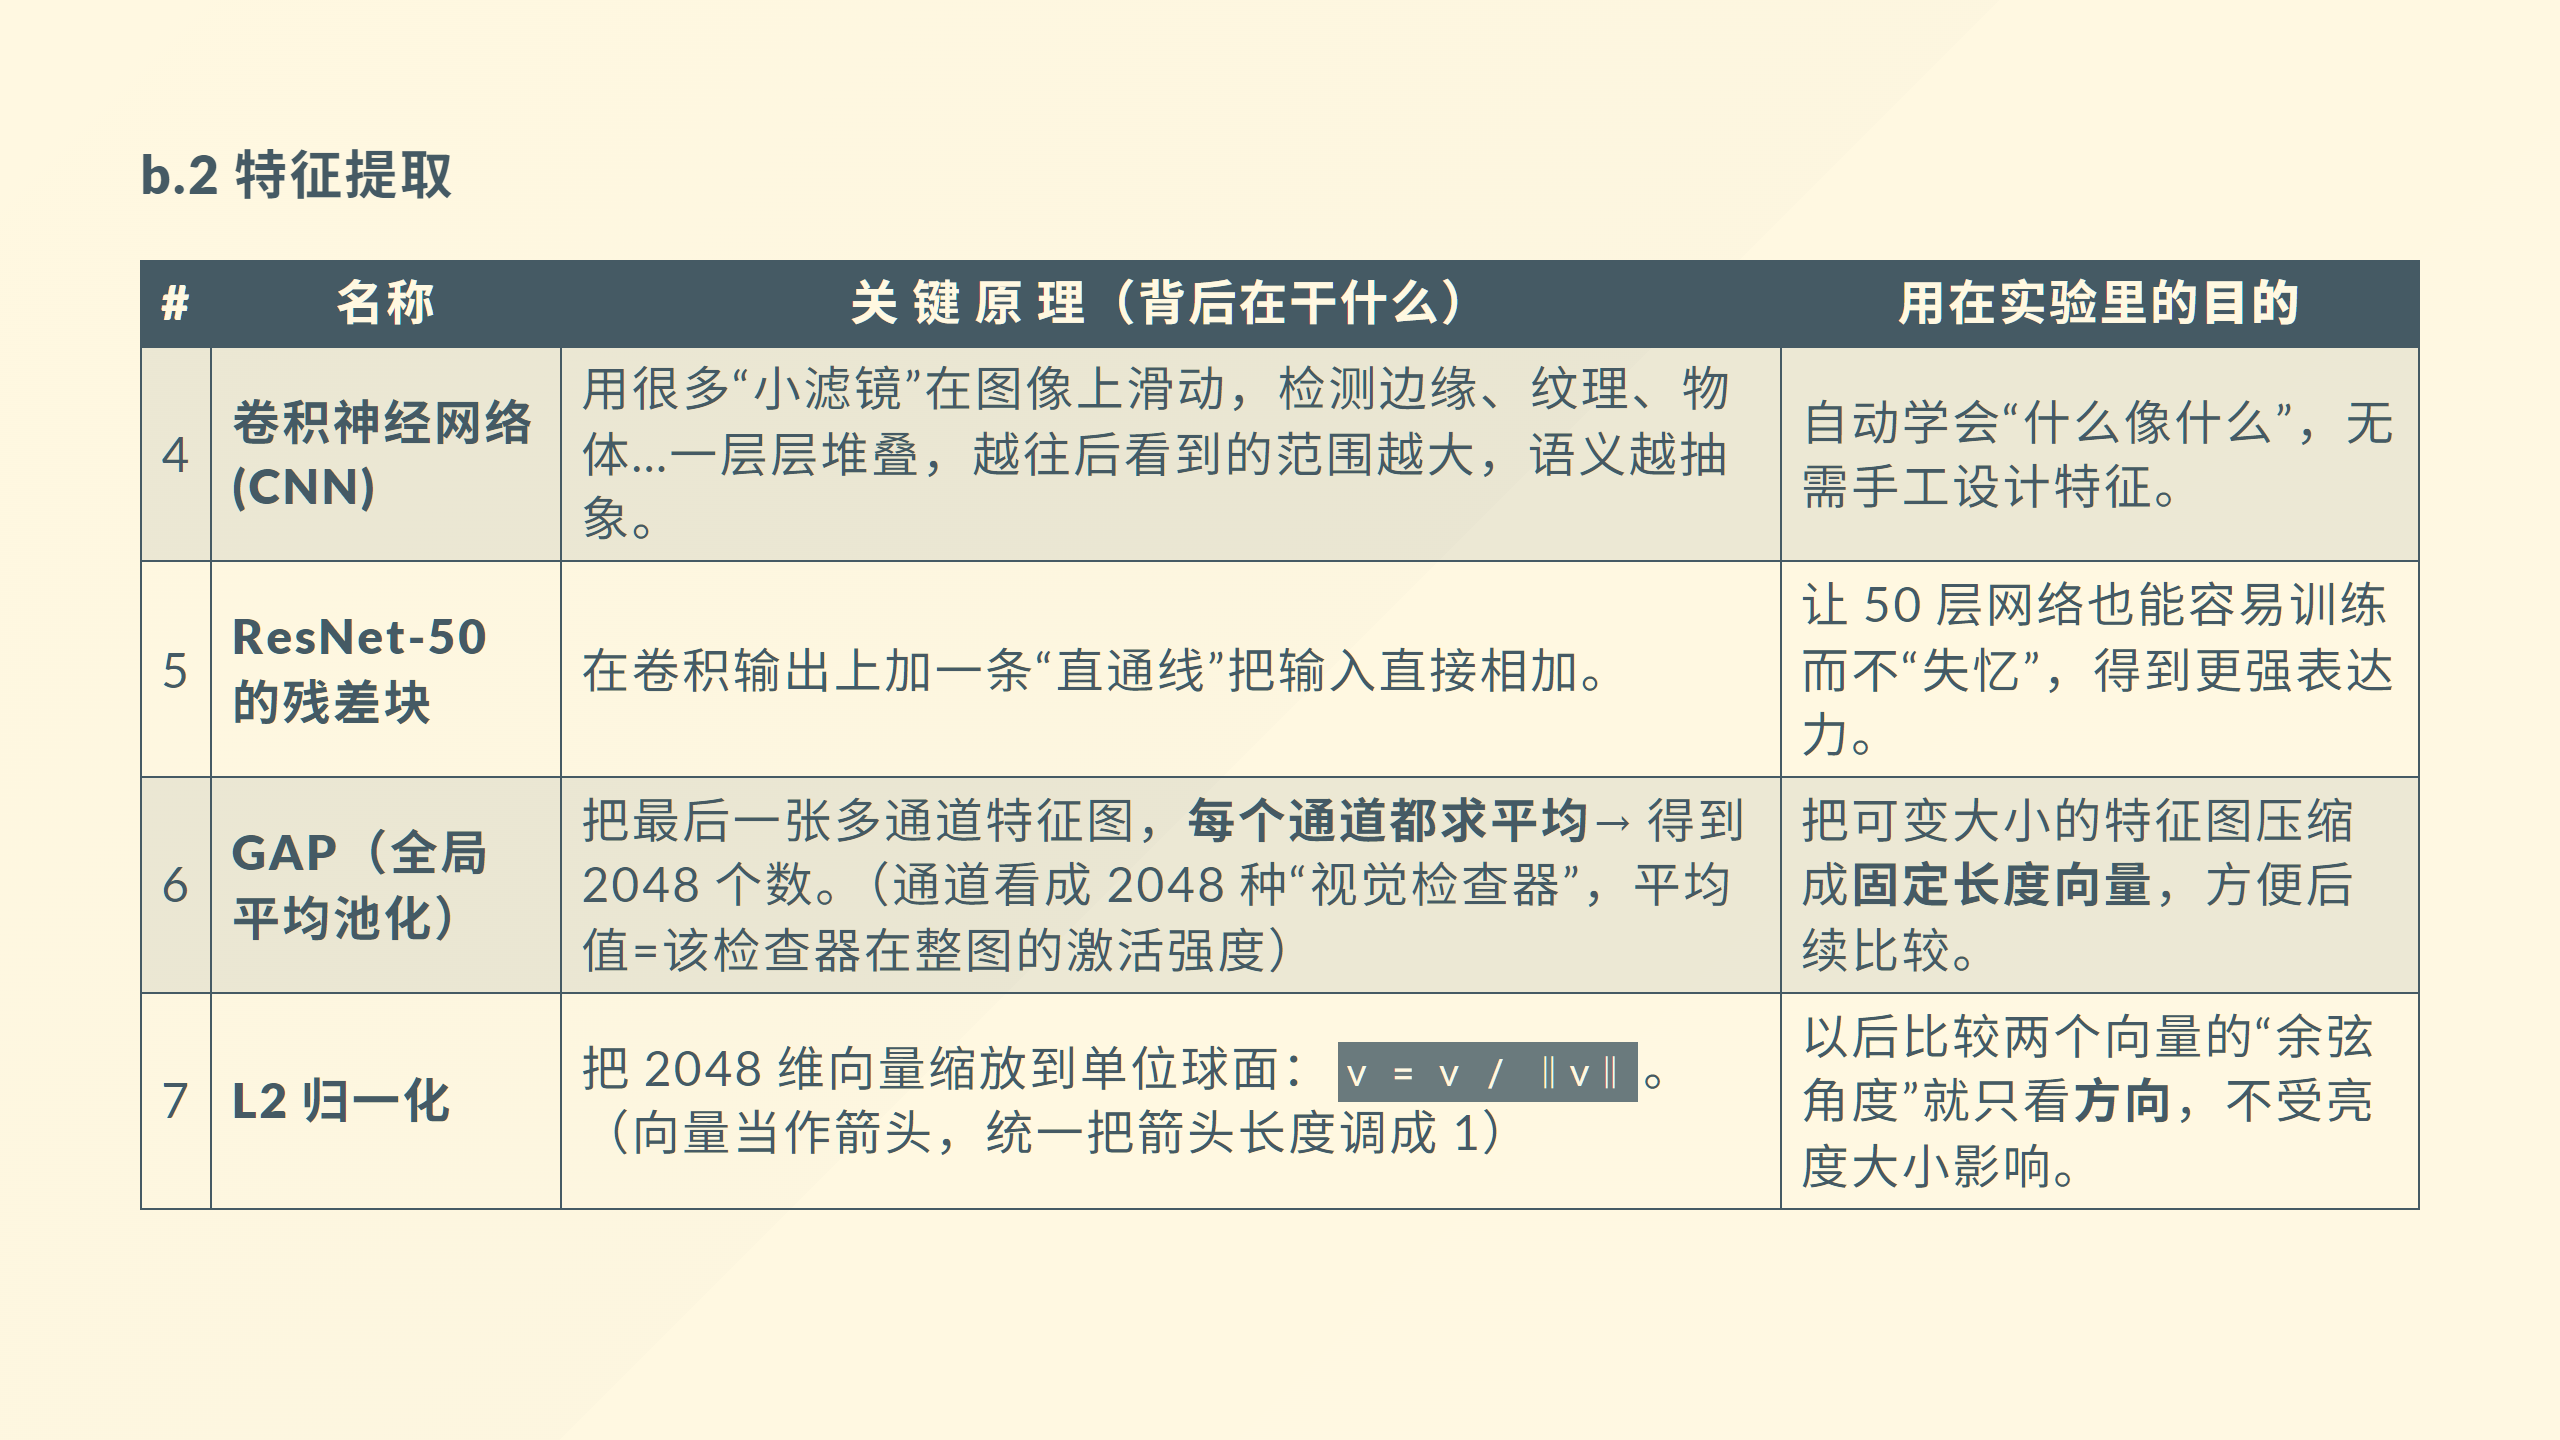 b.2 特征提取
# 名称 关 键 原 理（背后在干什么） 用在实验里的目的
4
卷积神经网络
(CNN)
用很多“小滤镜”在图像上滑动，检测边缘、纹理、物
体…一层层堆叠，越往后看到的范围越大，语义越抽
象。
自动学会“什么像什么”，无
需手工设计特征。
5
ResNet-50
的残差块
在卷积输出上加一条“直通线”把输入直接相加。
让 50 层网络也能容易训练
而不“失忆”，得到更强表达
力。
6
GAP（全局
平均池化）
把最后一张多通道特征图，每个通道都求平均→ 得到
2048 个数。（通道看成 2048 种“视觉检查器”，平均
值=该检查器在整图的激活强度）
把可变大小的特征图压缩
成固定长度向量，方便后
续比较。
7
L2 归一化
把 2048 维向量缩放到单位球面： v = v / ‖v‖ 。
（向量当作箭头，统一把箭头长度调成 1）
以后比较两个向量的“余弦
角度”就只看方向，不受亮
度大小影响。